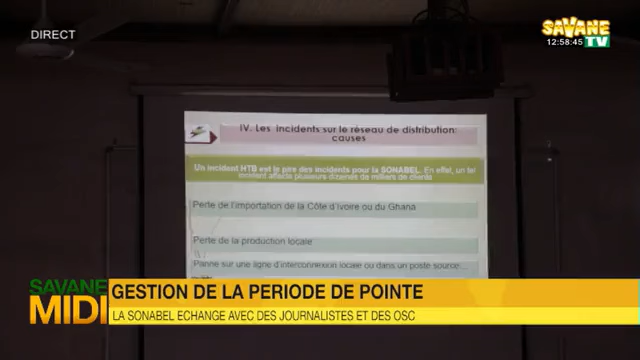 DIRECT
SAVANE
12:58:45 TV
IV. Les incidents sur le réseau de distribution:
causes
Un incident HTB est le pire des incidents pour la SONABEL. En effet, un tel
incident affecte plusieurs dizaines de milliers de clients
Perte de l'importation de la Côte d'Ivoire ou du Ghana
Perte de la production locale
Panne sur une ligne d'interconnexion locale ou dans un poste source...
SAVANE
MIDI
GESTION DE LA PERIODE DE POINTE
LA SONABEL ECHANGE AVEC DES JOURNALISTES ET DES OSC